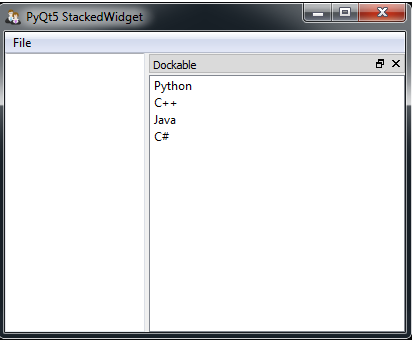 PyQt5 StackedWidget
File
Dockable
Python
C++
Java
C#